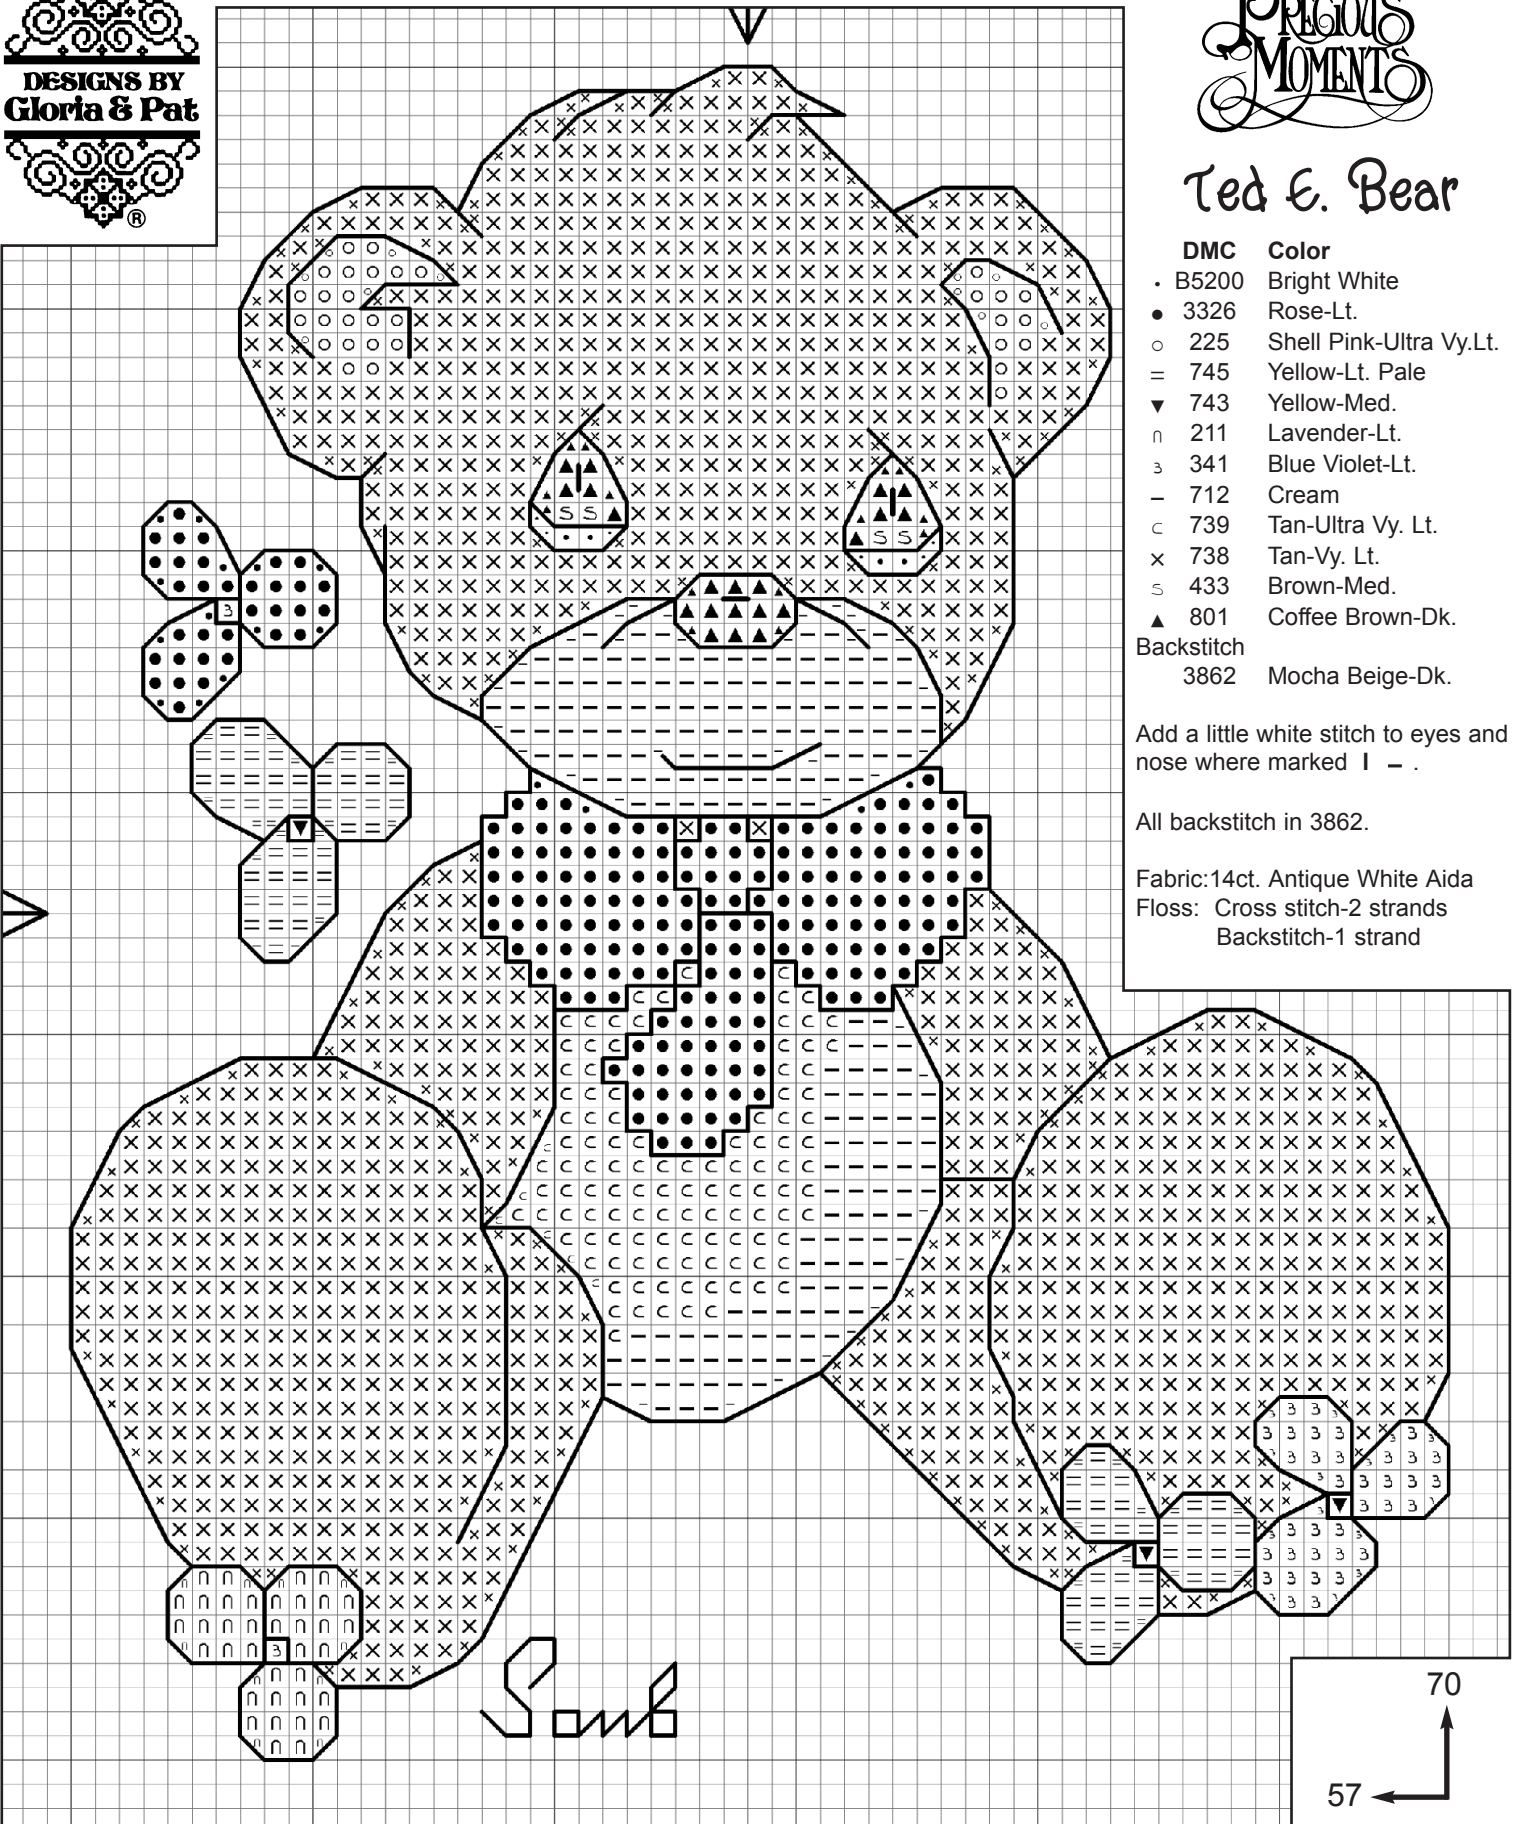 DESIGNS BY
Gloria & Pat
®
PRECIOUS
MOMENTS
Ted E. Bear
DMC Color
· B5200 Bright White
● 3326 Rose-Lt.
○ 225 Shell Pink-Ultra Vy.Lt.
= 745 Yellow-Lt. Pale
▼ 743 Yellow-Med.
∩ 211 Lavender-Lt.
3 341 Blue Violet-Lt.
– 712 Cream
⊂ 739 Tan-Ultra Vy. Lt.
× 738 Tan-Vy. Lt.
S 433 Brown-Med.
▲ 801 Coffee Brown-Dk.
Backstitch
3862 Mocha Beige-Dk.
Add a little white stitch to eyes and
nose where marked I – .
All backstitch in 3862.
Fabric:14ct. Antique White Aida
Floss: Cross stitch-2 strands
Backstitch-1 strand
Samb
70
57